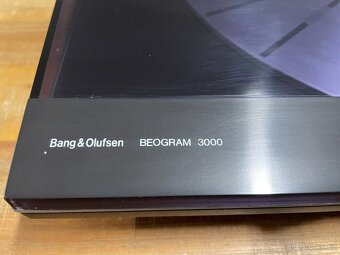 Bang & Olufsen BEOGRAM 3000